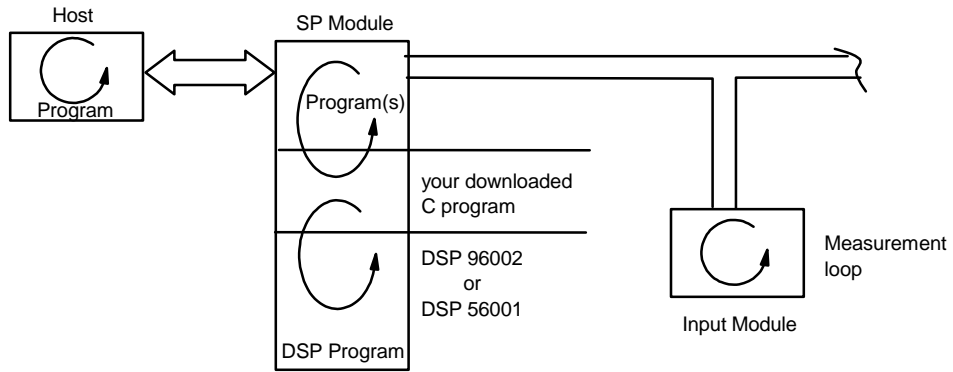 Host
Program
SP Module
Program(s)
your downloaded
C program
DSP 96002
or
DSP 56001
DSP Program
Measurement
loop
Input Module